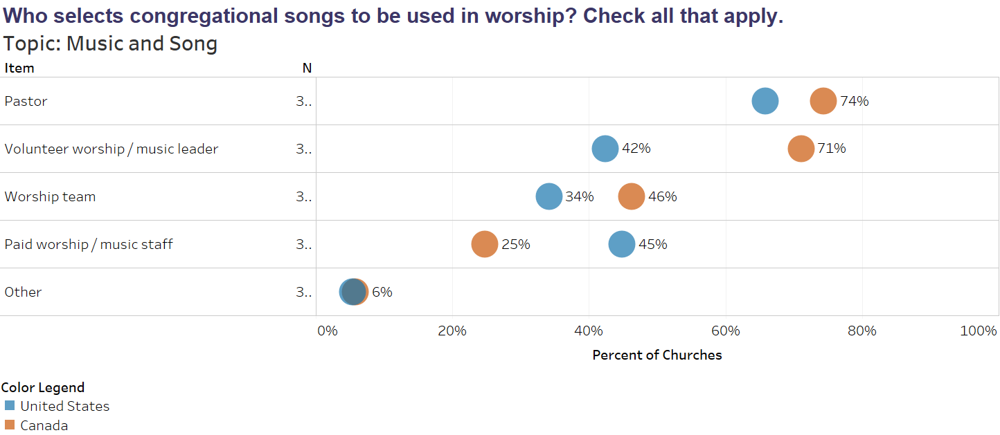 Who selects congregational songs to be used in worship? Check all that apply.
Topic: Music and Song
Item N
Pastor 3.. 74%
Volunteer worship / music leader 3.. 42% 71%
Worship team 3.. 34% 46%
Paid worship / music staff 3.. 25% 45%
Other 3.. 6%
0% 20% 40% 60% 80% 100%
Percent of Churches
Color Legend
United States
Canada